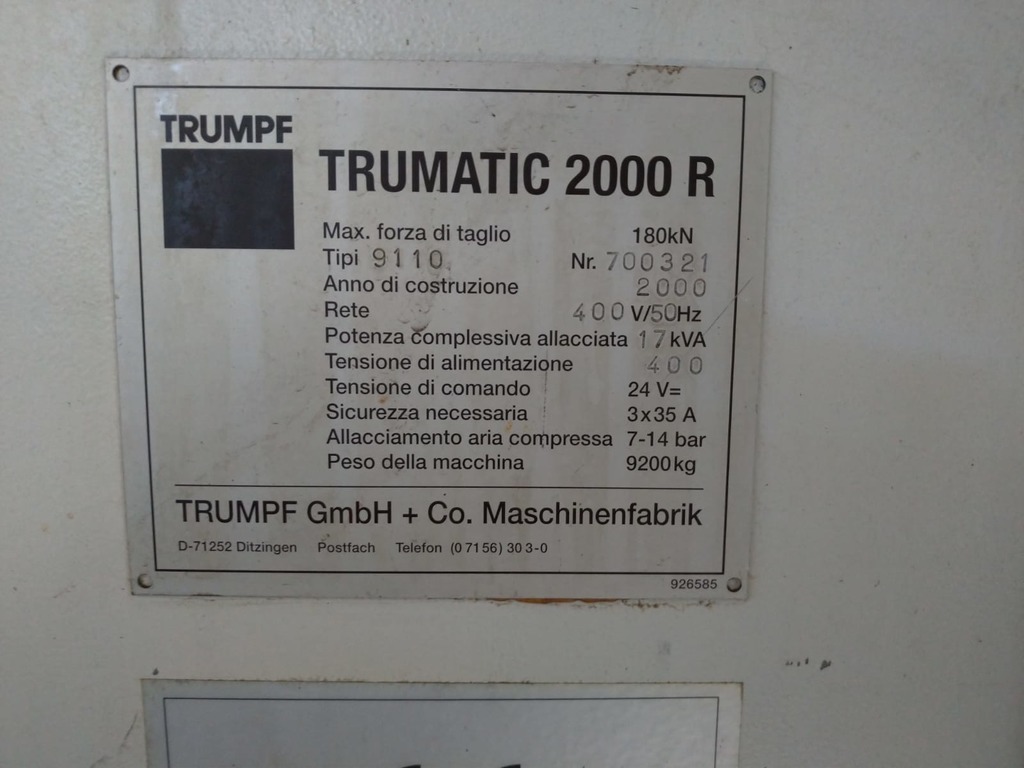 TRUMPF
TRUMATIC 2000 R
Max. forza di taglio 180kN
Tipi 9110 Nr. 700321
Anno di costruzione 2000
Rete 400 V/50Hz
Potenza complessiva allacciata 17 kVA
Tensione di alimentazione 400
Tensione di comando 24 V=
Sicurezza necessaria 3x35 A
Allacciamento aria compressa 7-14 bar
Peso della macchina 9200kg
TRUMPF GmbH + Co. Maschinenfabrik
D-71252 Ditzingen Postfach Telefon (0 71 56) 30 3-0
926585